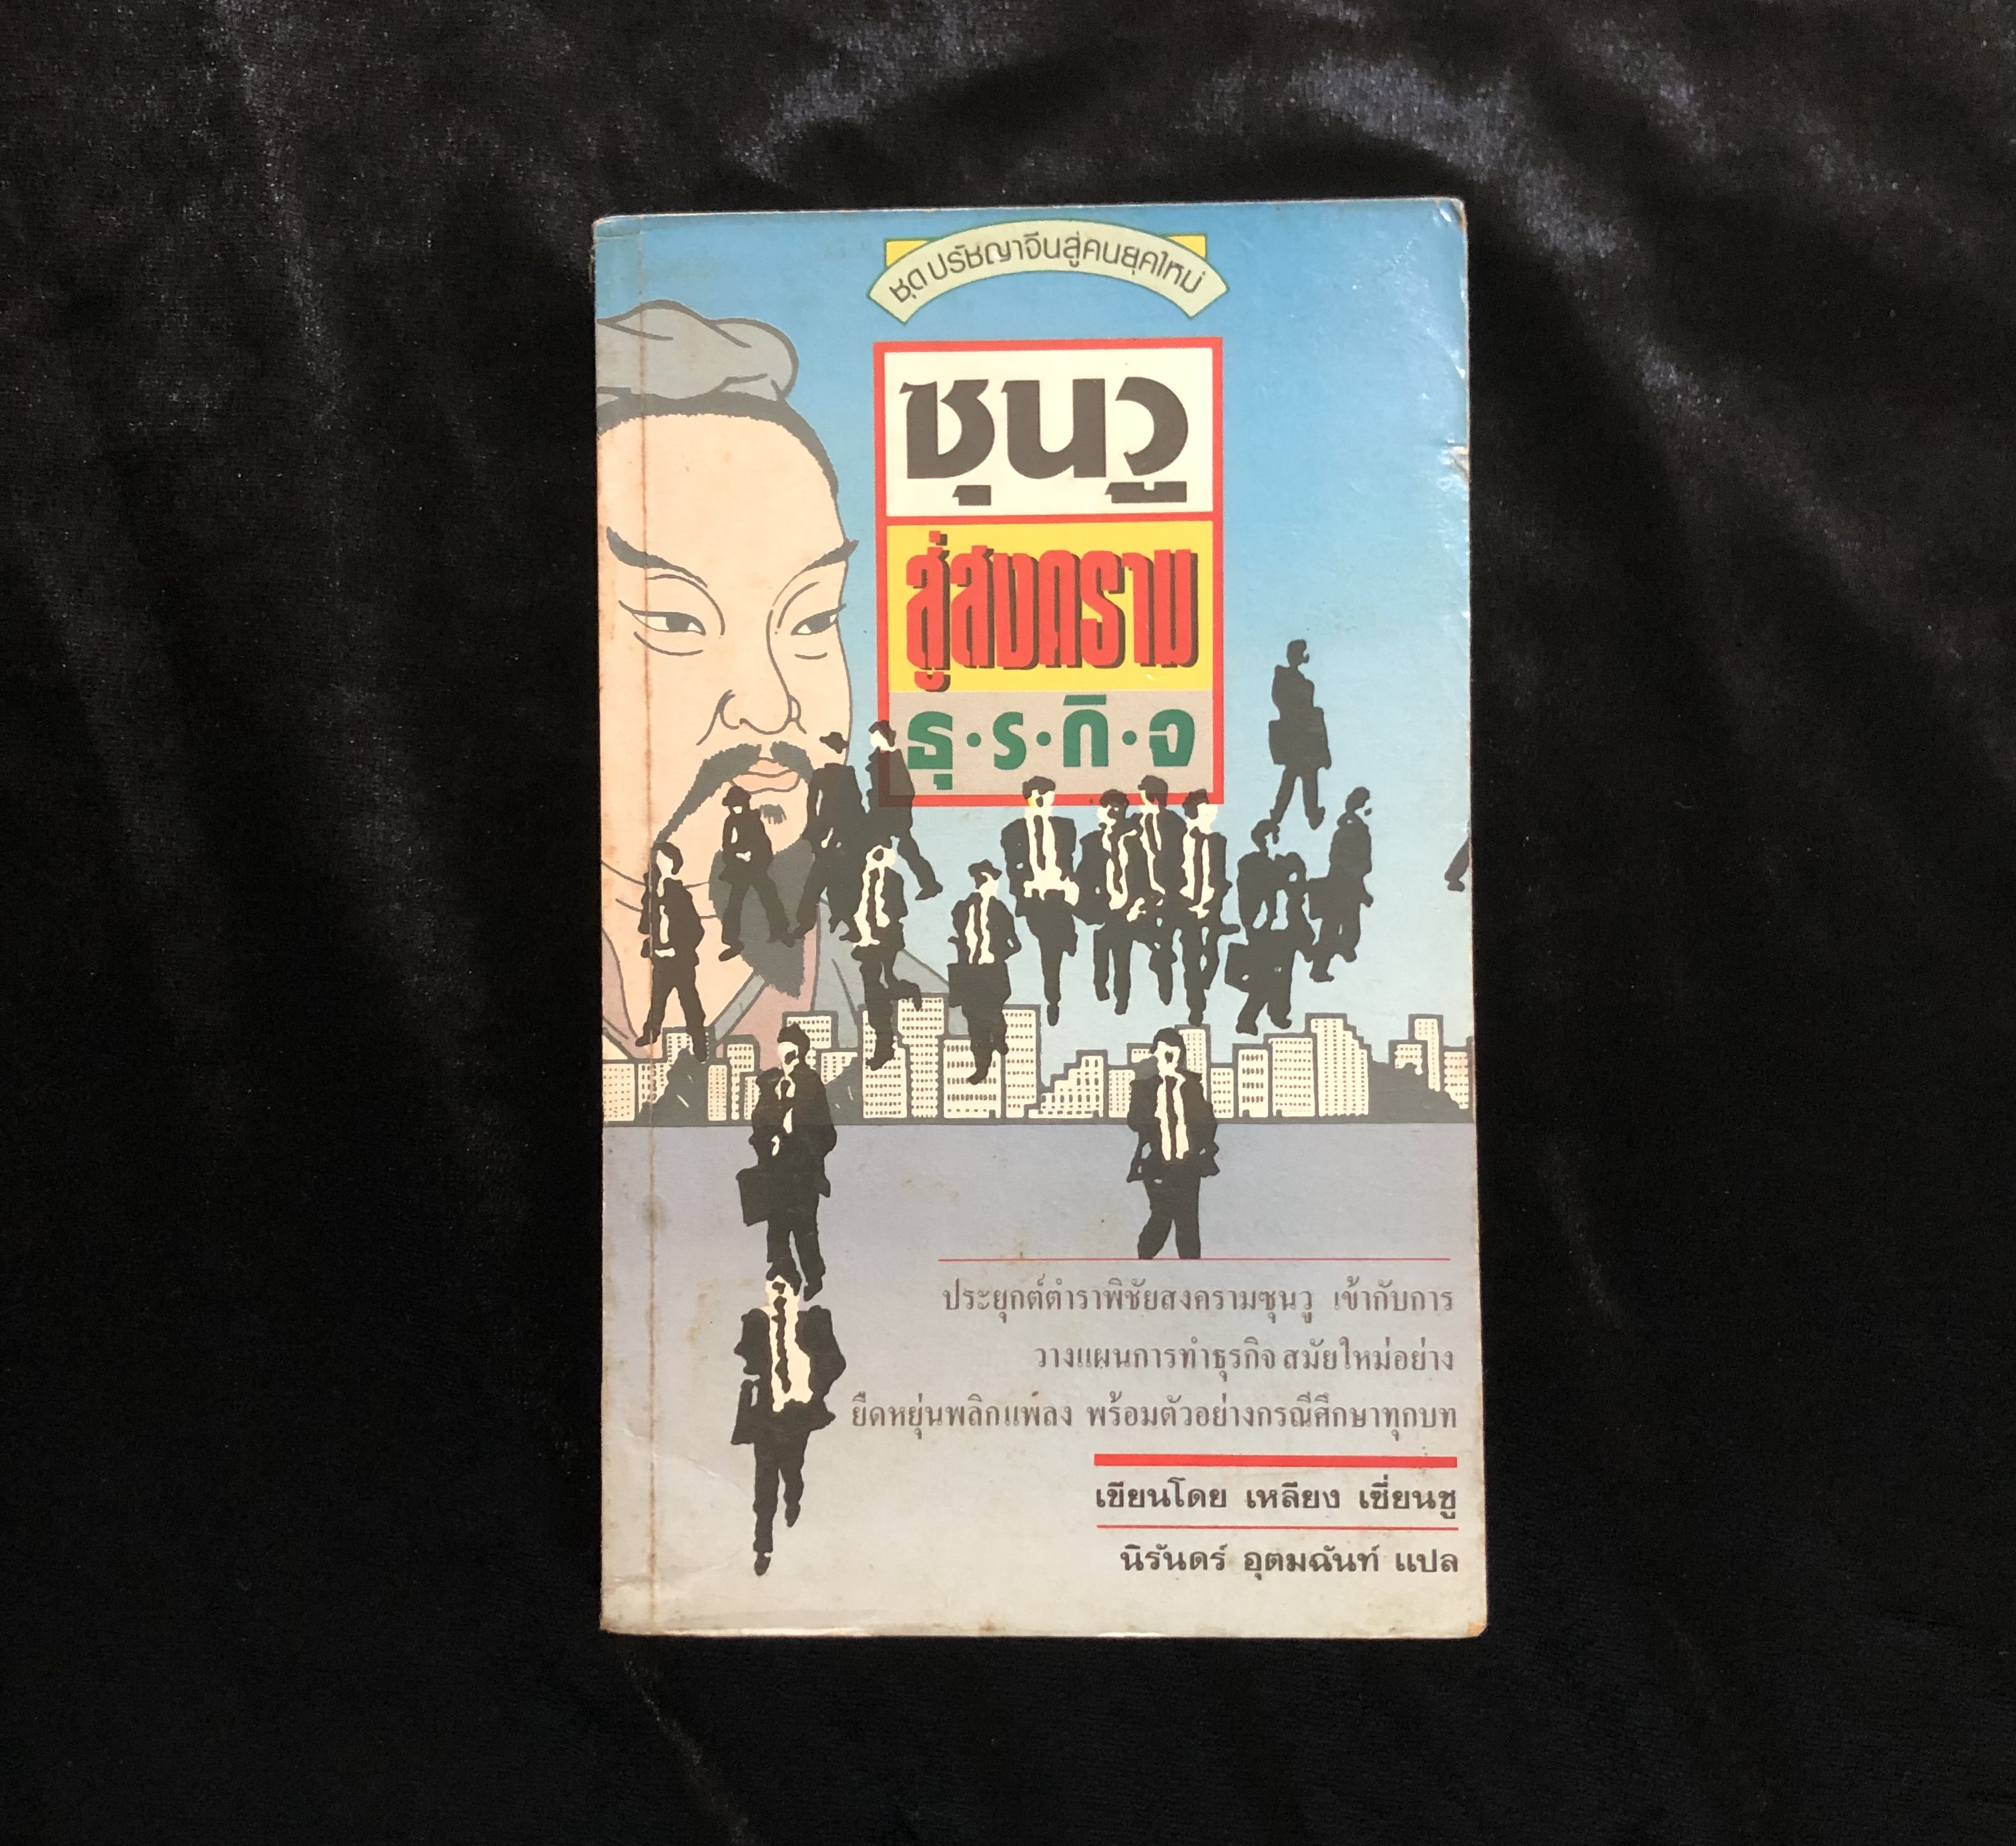 ชุด ปรัชญาจีนสู่คนยุคใหม่
ซุนวู
สู่สงคราม
ธุ·ร·กิ·จ
ประยุกต์ตำราพิชัยสงครามซุนวู เข้ากับการ
วางแผนการทำธุรกิจ สมัยใหม่อย่าง
ยืดหยุ่นพลิกแพ้ลง พร้อมตัวอย่างกรณีศึกษาทุกบท
เขียนโดย เหลียง เซี่ยนชู
นิรันดร์ อุตมฉันท์ แปล